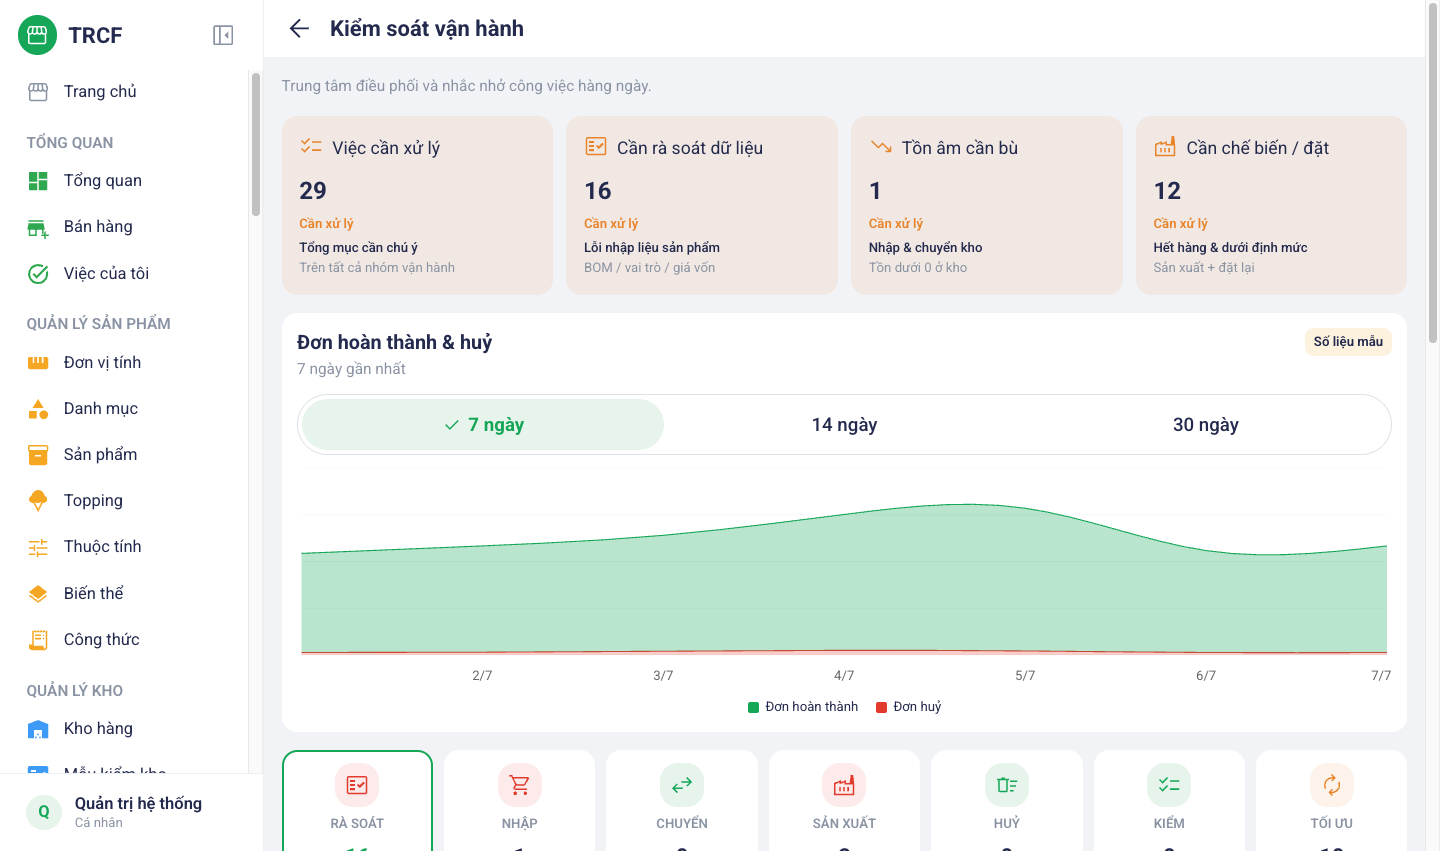 TRCF
Trang chủ
TỔNG QUAN
Tổng quan
Bán hàng
Việc của tôi
QUẢN LÝ SẢN PHẨM
Đơn vị tính
Danh mục
Sản phẩm
Topping
Thuộc tính
Biến thể
Công thức
QUẢN LÝ KHO
Kho hàng
Mẫu kiểm kho
Q
Quản trị hệ thống
Cá nhân
Kiểm soát vận hành
Trung tâm điều phối và nhắc nhở công việc hàng ngày.
Việc cần xử lý
29
Cần xử lý
Tổng mục cần chú ý
Trên tất cả nhóm vận hành
Cần rà soát dữ liệu
16
Cần xử lý
Lỗi nhập liệu sản phẩm
BOM / vai trò / giá vốn
Tồn âm cần bù
1
Cần xử lý
Nhập & chuyển kho
Tồn dưới 0 ở kho
Cần chế biến / đặt
12
Cần xử lý
Hết hàng & dưới định mức
Sản xuất + đặt lại
Đơn hoàn thành & huỷ
Số liệu mẫu
7 ngày gần nhất
7 ngày
14 ngày
30 ngày
2/7
3/7
4/7
5/7
6/7
7/7
Đơn hoàn thành
Đơn huỷ
RÀ SOÁT
NHẬP
CHUYỂN
SẢN XUẤT
HUỶ
KIỂM
TỐI ƯU